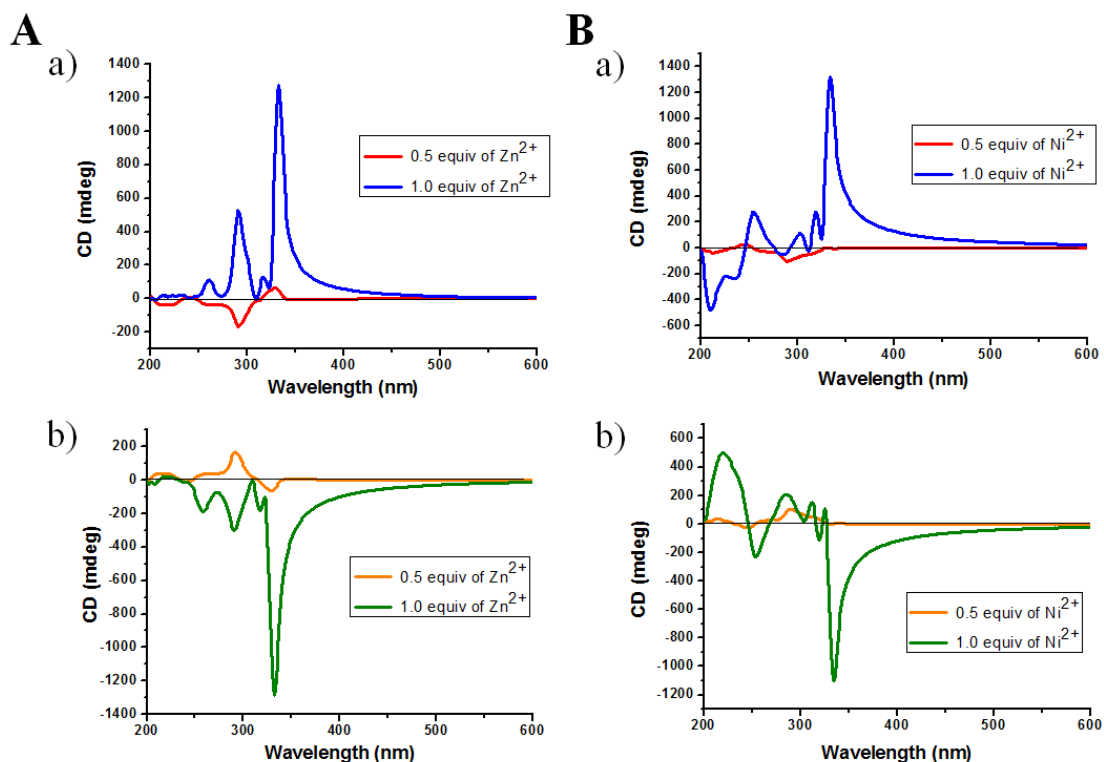 A
a)
1400
1200
1000
800
600
400
200
0
-200
CD (mdeg)
0.5 equiv of Zn2+
1.0 equiv of Zn2+
200 300 400 500 600
Wavelength (nm)
B
a)
1400
1200
1000
800
600
400
200
0
-200
-400
-600
CD (mdeg)
0.5 equiv of Ni2+
1.0 equiv of Ni2+
200 300 400 500 600
Wavelength (nm)
b)
200
0
-200
-400
-600
-800
-1000
-1200
-1400
CD (mdeg)
0.5 equiv of Zn2+
1.0 equiv of Zn2+
200 300 400 500 600
Wavelength (nm)
b)
600
400
200
0
-200
-400
-600
-800
-1000
-1200
CD (mdeg)
0.5 equiv of Ni2+
1.0 equiv of Ni2+
200 300 400 500 600
Wavelength (nm)